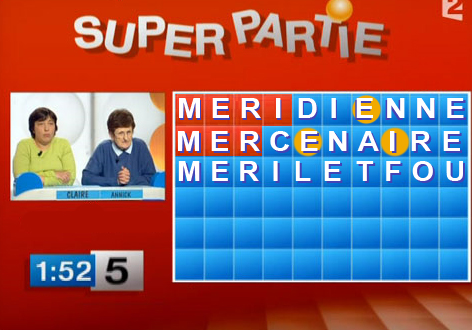 2
SUPER PARTIE
MERIDIENNE
MERCENAIRE
MERILETFOU
CLAIRE ANNICK
1:52 5